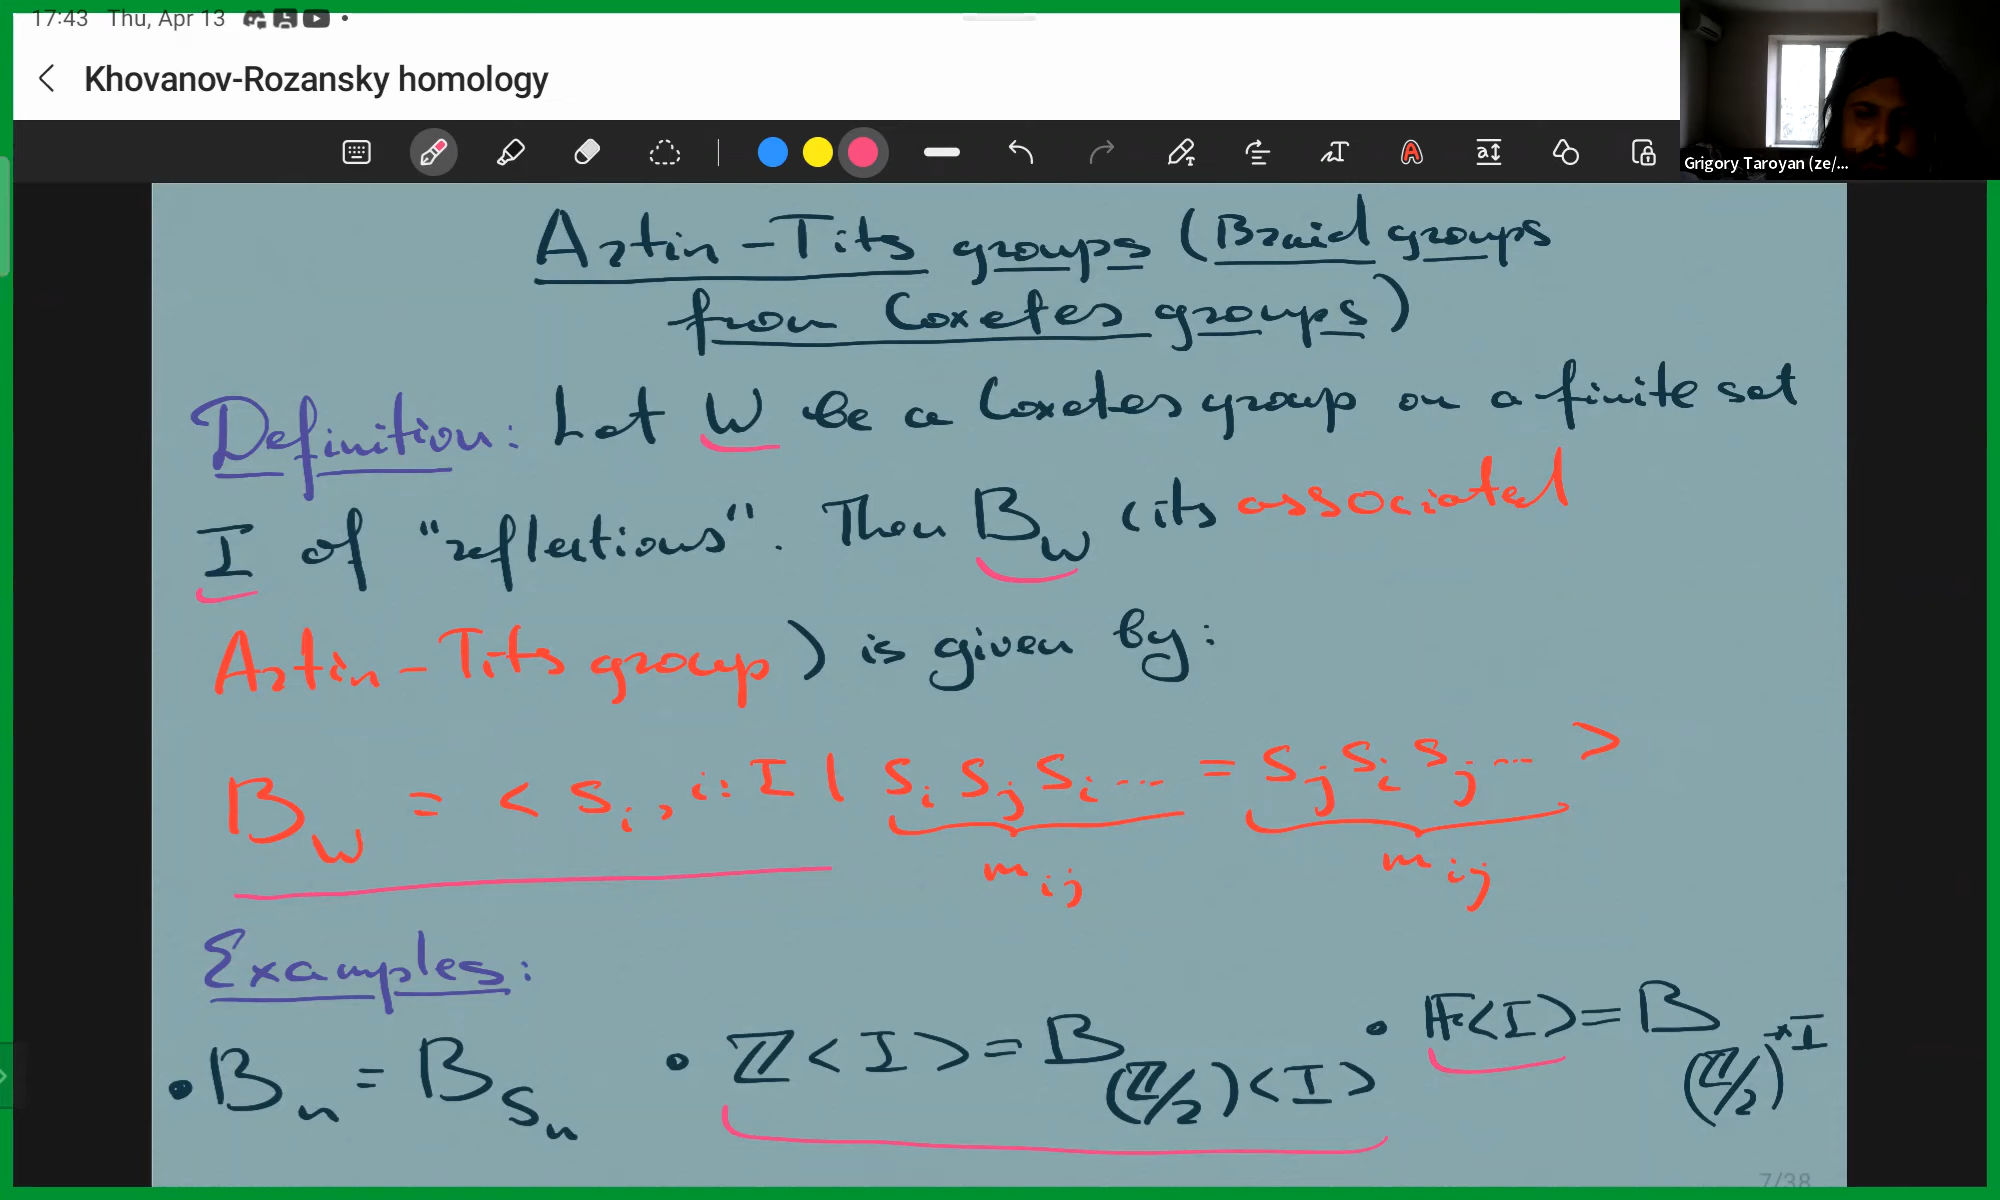 17:43 Thu, Apr 13
Khovanov-Rozansky homology
Grigory Taroyan (ze/...
Artin-Tits groups (Braid groups
from Coxeter groups)
Definition: Let W be a Coxeter group on a finite set
I of "reflections". Then B_W (its associated
Artin-Tits group) is given by:
B_W = < s_i, i: I | s_i s_j s_i ... = s_j s_i s_j ... >
m_ij m_ij
Examples:
• B_n = B_{S_n} • ℤ<I> = B_{(ℤ/2)<I>} • 𝔽<I> = B_{(ℤ/2)^{*I}}
7/38